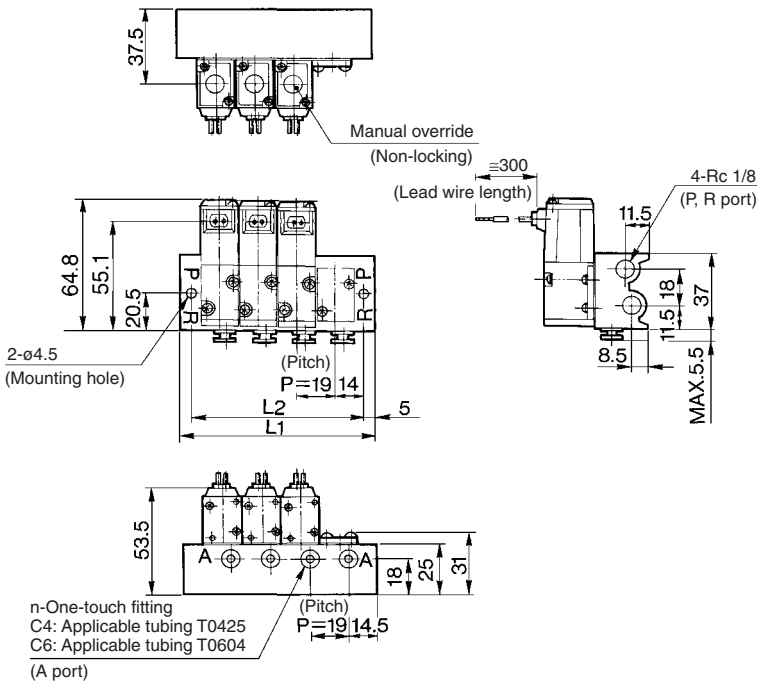 37.5
Manual override
(Non-locking)
≅300
(Lead wire length)
4-Rc 1/8
(P, R port)
11.5
64.8
55.1
20.5
P
R
P
R
18
37
11.5
8.5
MAX.5.5
2-ø4.5
(Mounting hole)
(Pitch)
P=19
14
L2
5
L1
53.5
A
A
18
25
31
n-One-touch fitting
C4: Applicable tubing T0425
C6: Applicable tubing T0604
(A port)
(Pitch)
P=19
14.5